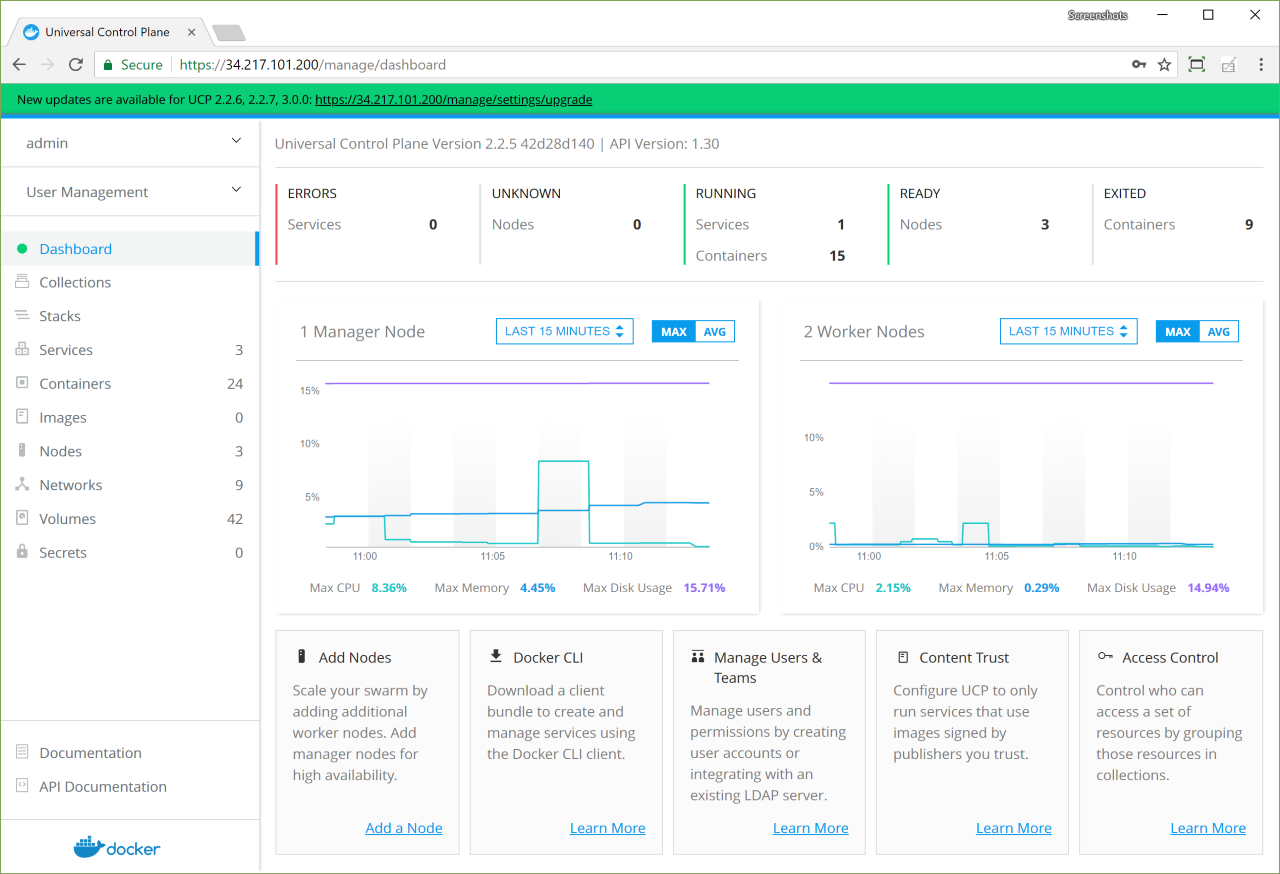 Screenshots
Universal Control Plane
Secure https://34.217.101.200/manage/dashboard
New updates are available for UCP 2.2.6, 2.2.7, 3.0.0: https://34.217.101.200/manage/settings/upgrade
admin
User Management
Dashboard
Collections
Stacks
Services 3
Containers 24
Images 0
Nodes 3
Networks 9
Volumes 42
Secrets 0
Documentation
API Documentation
docker
Universal Control Plane Version 2.2.5 42d28d140 | API Version: 1.30
ERRORS
Services 0
UNKNOWN
Nodes 0
RUNNING
Services 1
Containers 15
READY
Nodes 3
EXITED
Containers 9
1 Manager Node LAST 15 MINUTES MAX AVG
15%
10%
5%
11:00 11:05 11:10
Max CPU 8.36% Max Memory 4.45% Max Disk Usage 15.71%
2 Worker Nodes LAST 15 MINUTES MAX AVG
10%
5%
0%
11:00 11:05 11:10
Max CPU 2.15% Max Memory 0.29% Max Disk Usage 14.94%
Add Nodes
Scale your swarm by
adding additional
worker nodes. Add
manager nodes for
high availability.
Add a Node
Docker CLI
Download a client
bundle to create and
manage services using
the Docker CLI client.
Learn More
Manage Users &
Teams
Manage users and
permissions by creating
user accounts or
integrating with an
existing LDAP server.
Learn More
Content Trust
Configure UCP to only
run services that use
images signed by
publishers you trust.
Learn More
Access Control
Control who can
access a set of
resources by grouping
those resources in
collections.
Learn More